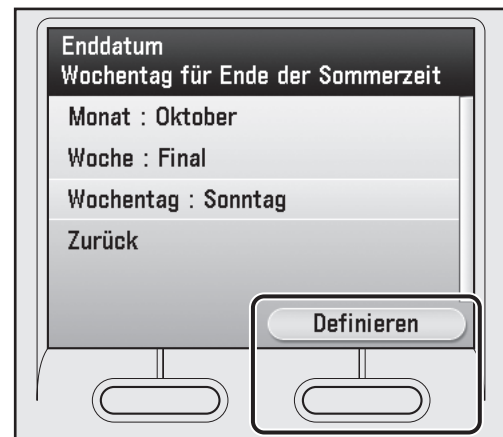 Enddatum
Wochentag für Ende der Sommerzeit
Monat : Oktober
Woche : Final
Wochentag : Sonntag
Zurück
Definieren